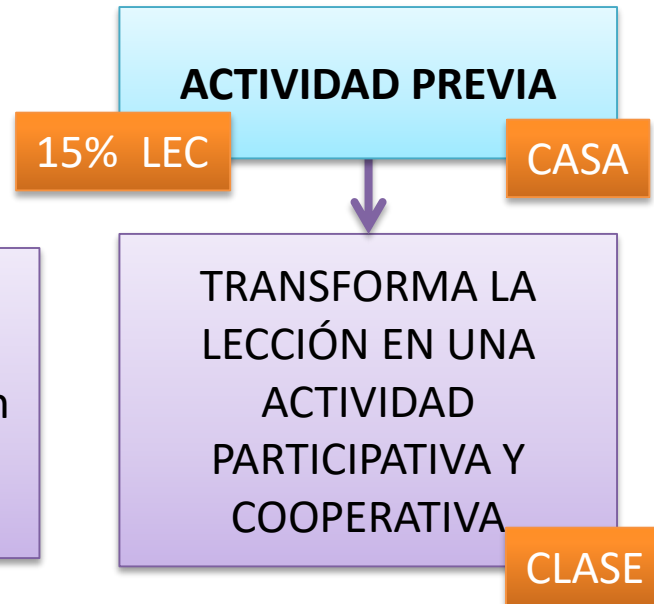 ACTIVIDAD PREVIA
15% LEC
CASA
TRANSFORMA LA
LECCIÓN EN UNA
ACTIVIDAD
PARTICIPATIVA Y
COOPERATIVA
CLASE